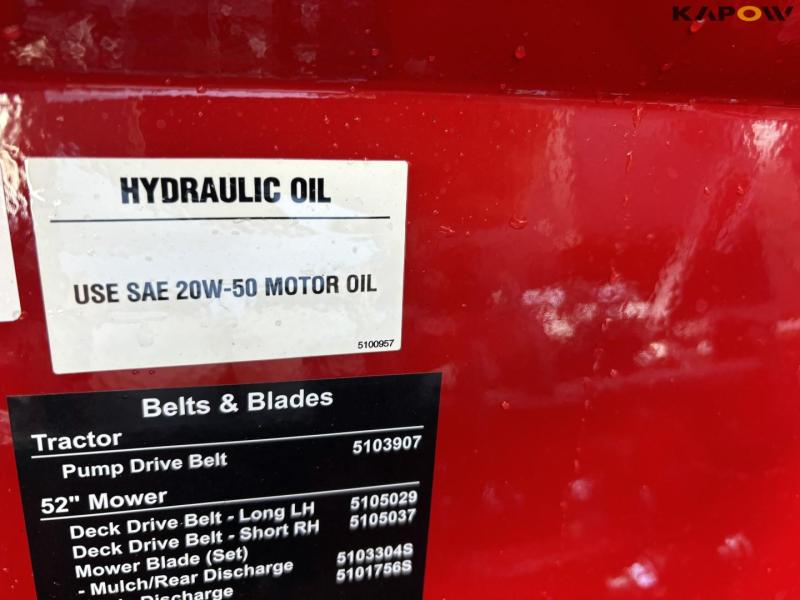 KAPOW
HYDRAULIC OIL
USE SAE 20W-50 MOTOR OIL
5100957
Belts & Blades
Tractor
Pump Drive Belt 5103907
52" Mower
Deck Drive Belt - Long LH 5105029
Deck Drive Belt - Short RH 5105037
Mower Blade (Set)
- Mulch/Rear Discharge 5103304S
Discharge 5101756S